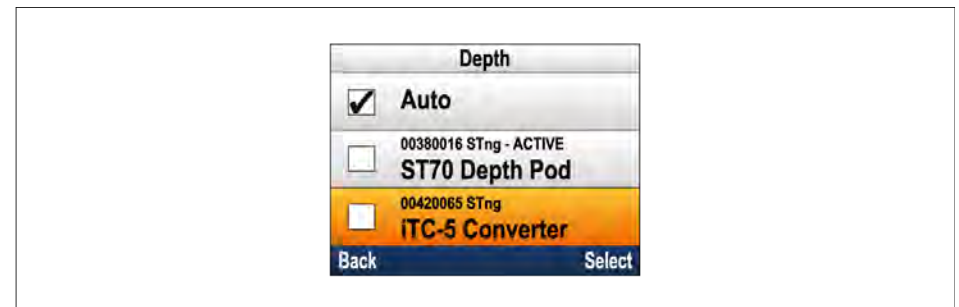 Depth
Auto
00380016 STng - ACTIVE
ST70 Depth Pod
00420065 STng
iTC-5 Converter
Back Select